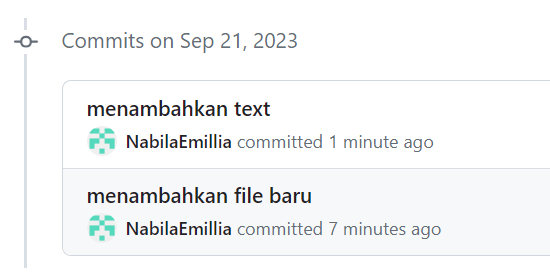 Commits on Sep 21, 2023
menambahkan text
NabilaEmillia committed 1 minute ago
menambahkan file baru
NabilaEmillia committed 7 minutes ago